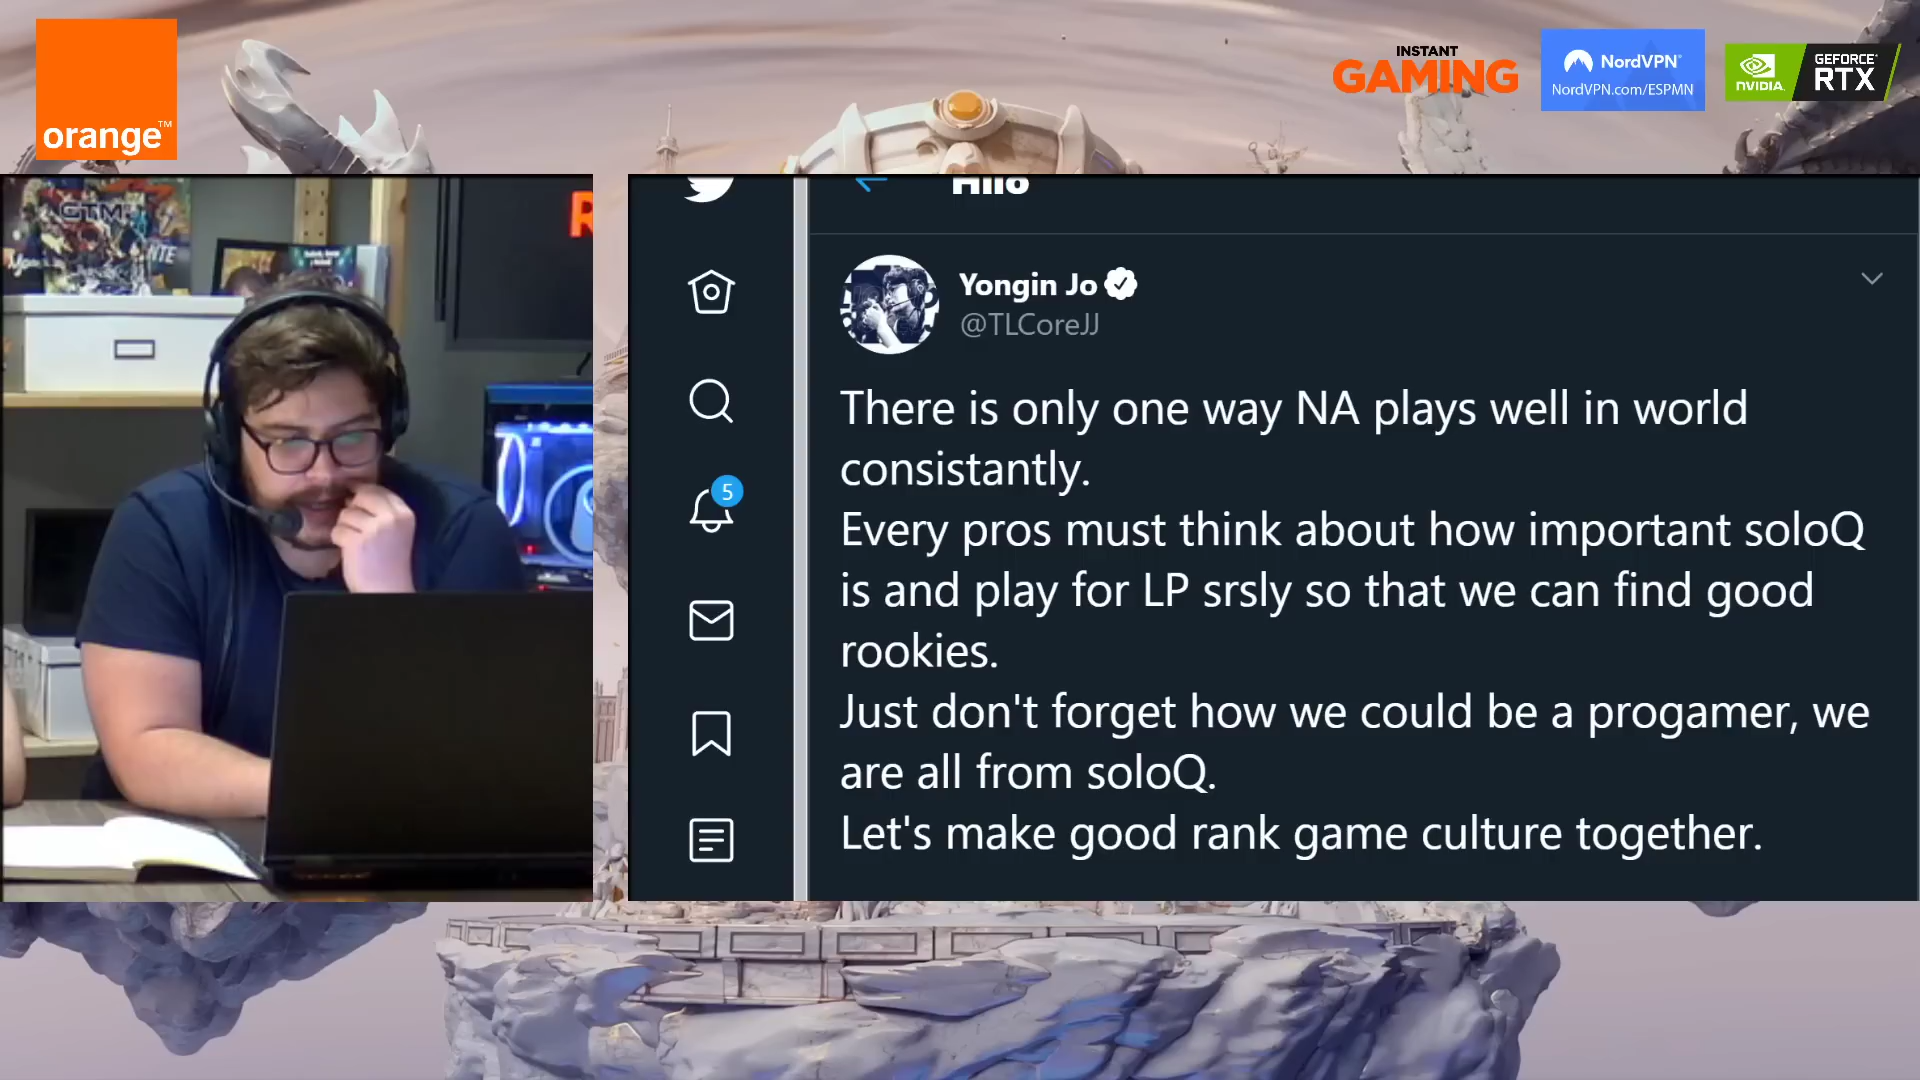 orange™
INSTANT
GAMING
NordVPN®
NordVPN.com/ESPMN
NVIDIA.
GEFORCE®
RTX
GTM
NTE
R
Hilo
Yongin Jo
@TLCoreJJ
5
There is only one way NA plays well in world
consistantly.
Every pros must think about how important soloQ
is and play for LP srsly so that we can find good
rookies.
Just don't forget how we could be a progamer, we
are all from soloQ.
Let's make good rank game culture together.